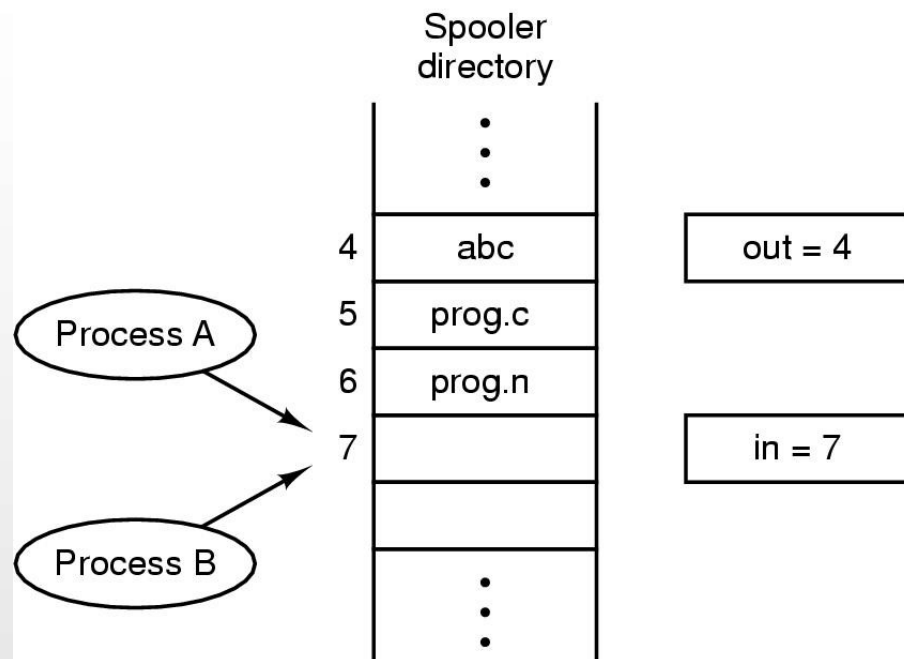 Spooler
directory
4 abc out = 4
5 prog.c
Process A
6 prog.n
7 in = 7
Process B